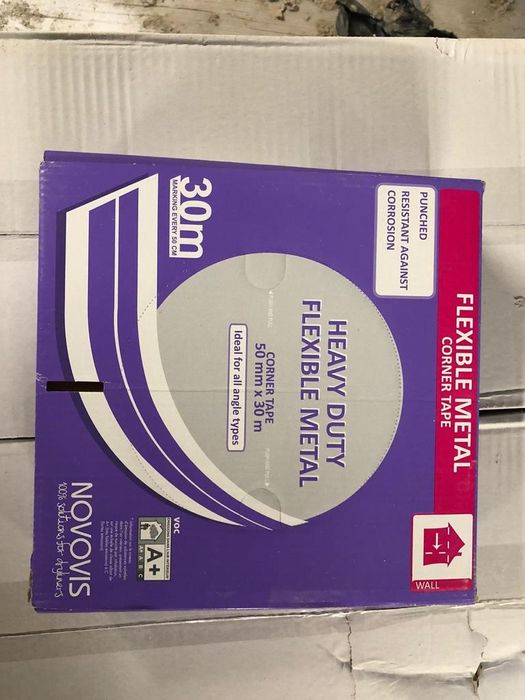 FLEXIBLE METAL
CORNER TAPE
WALL
PUNCHED
RESISTANT AGAINST
CORROSION
HEAVY DUTY
FLEXIBLE METAL
CORNER TAPE
50 mm x 30 m
Ideal for all angle types
30m
MARKING EVERY 50 CM
NOVOVIS
100% solutions for dryliners
VOC
A+
A+ A B C